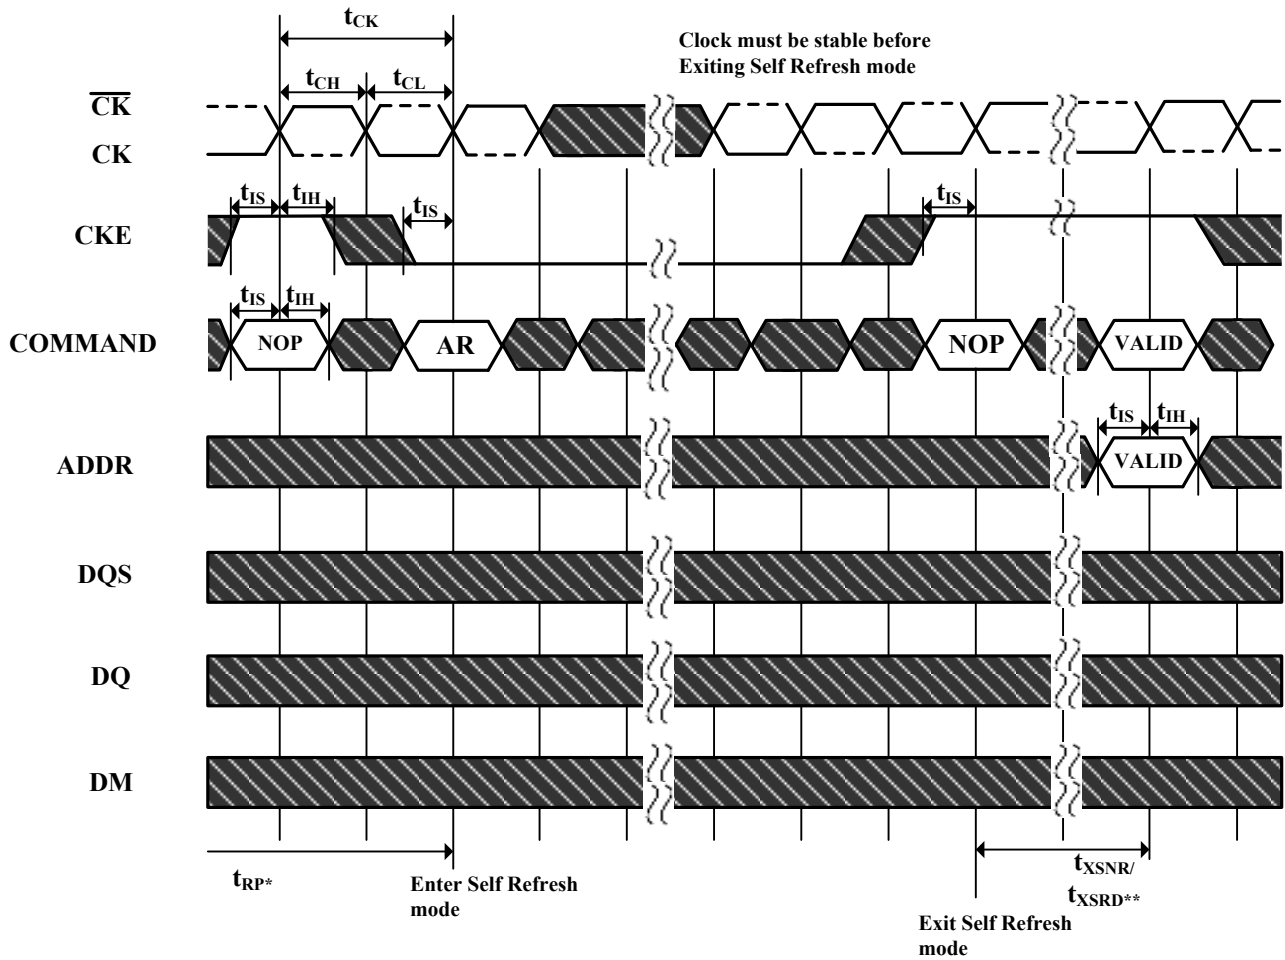 tCK
Clock must be stable before
Exiting Self Refresh mode
tCH
tCL
CK
CK
tIS
tIH
tIS
tIS
CKE
tIS
tIH
COMMAND
NOP
AR
NOP
VALID
tIS
tIH
ADDR
VALID
DQS
DQ
DM
tRP*
Enter Self Refresh
mode
tXSNR/
tXSRD**
Exit Self Refresh
mode